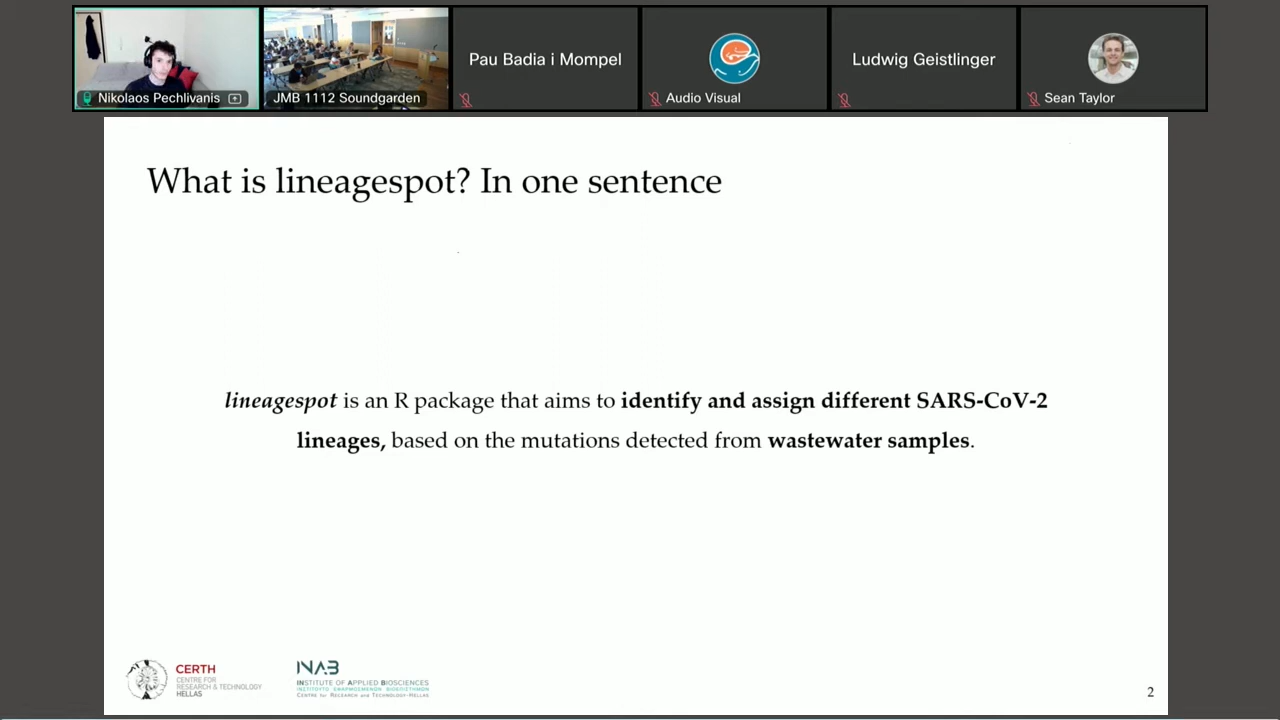 Nikolaos Pechlivanis
JMB 1112 Soundgarden
Pau Badia i Mompel
Audio Visual
Ludwig Geistlinger
Sean Taylor
What is lineagespot? In one sentence
lineagespot is an R package that aims to identify and assign different SARS-CoV-2
lineages, based on the mutations detected from wastewater samples.
CERTH
CENTRE FOR
RESEARCH & TECHNOLOGY
HELLAS
INAB
INSTITUTE OF APPLIED BIOSCIENCES
ΙΝΣΤΙΤΟΥΤΟ ΕΦΑΡΜΟΣΜΕΝΩΝ ΒΙΟΕΠΙΣΤΗΜΩΝ
CENTRE FOR RESEARCH AND TECHNOLOGY-HELLAS
2